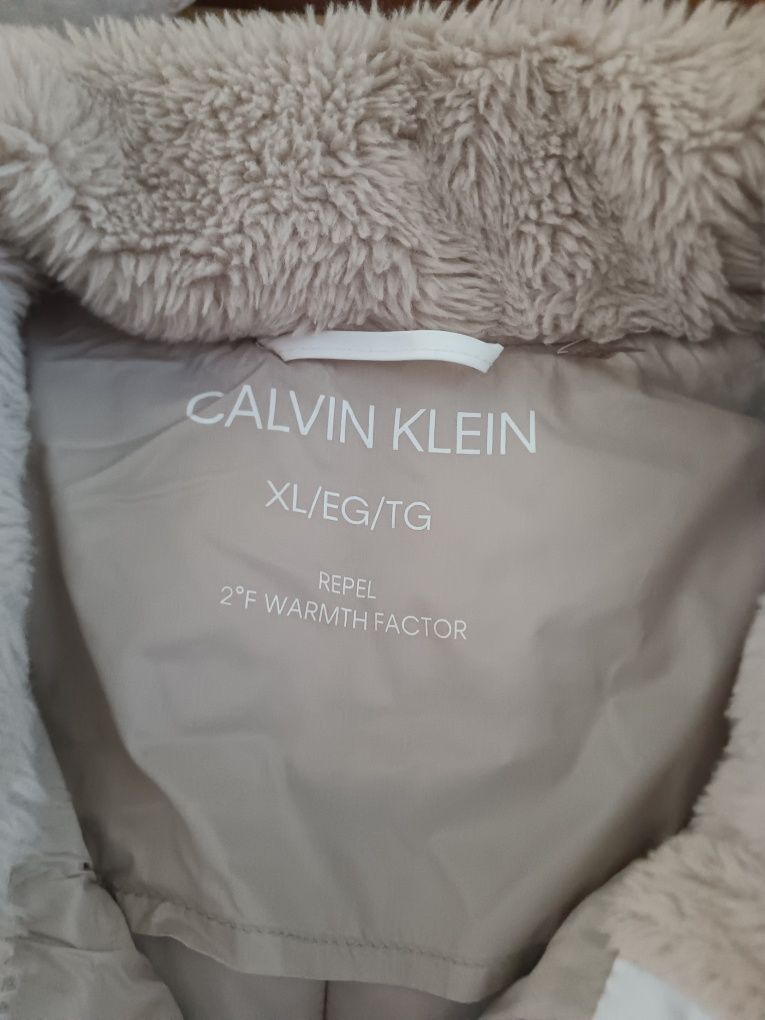 CALVIN KLEIN
XL/EG/TG
REPEL
2°F WARMTH FACTOR